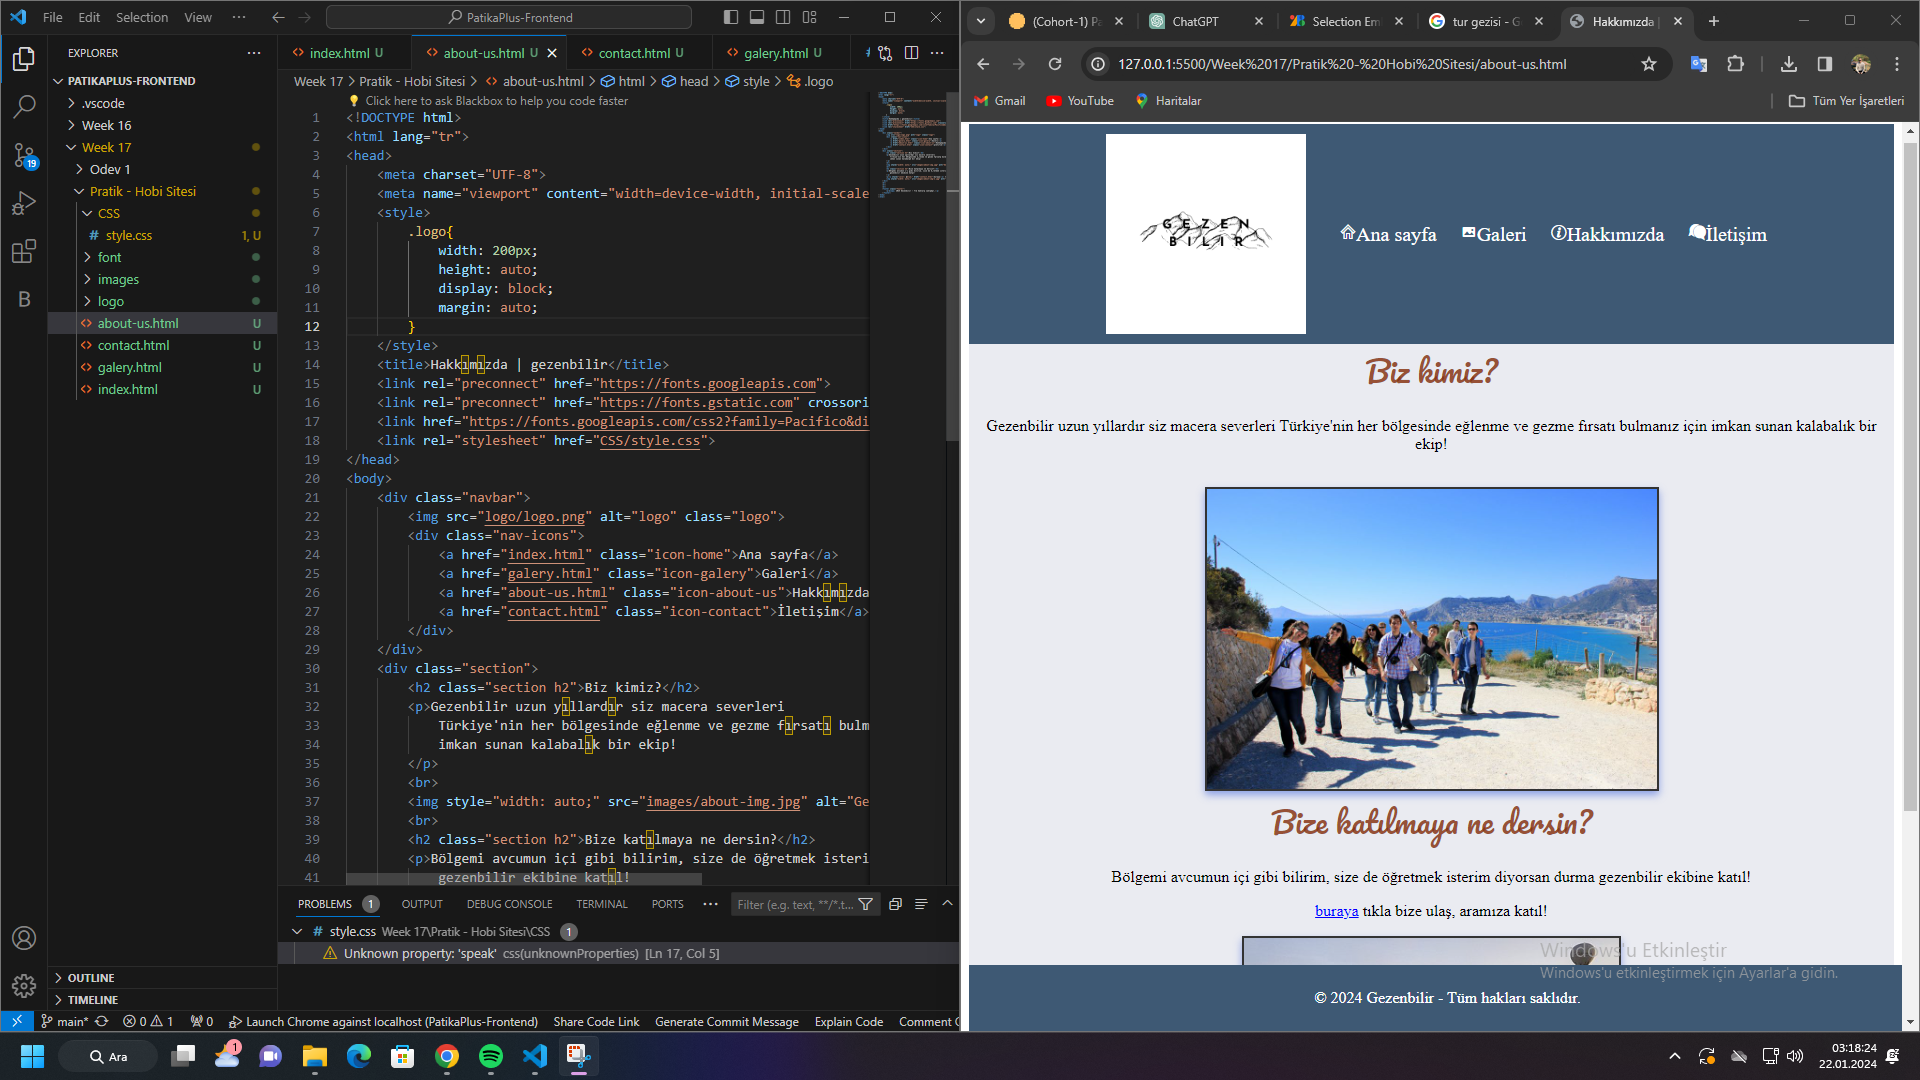 File Edit Selection View ··· PatikaPlus-Frontend
EXPLORER
PATIKAPLUS-FRONTEND
.vscode
Week 16
Week 17
Odev 1
Pratik - Hobi Sitesi
CSS
# style.css 1, U
font
images
logo
about-us.html U
contact.html U
galery.html U
index.html U
OUTLINE
TIMELINE
19
index.html U about-us.html U contact.html U galery.html U
Week 17 > Pratik - Hobi Sitesi > about-us.html > html > head > style > .logo
Click here to ask Blackbox to help you code faster
1 <!DOCTYPE html>
2 <html lang="tr">
3 <head>
4 <meta charset="UTF-8">
5 <meta name="viewport" content="width=device-width, initial-scale
6 <style>
7 .logo{
8 width: 200px;
9 height: auto;
10 display: block;
11 margin: auto;
12 }
13 </style>
14 <title>Hakkımızda | gezenbilir</title>
15 <link rel="preconnect" href="https://fonts.googleapis.com">
16 <link rel="preconnect" href="https://fonts.gstatic.com" crossori
17 <link href="https://fonts.googleapis.com/css2?family=Pacifico&di
18 <link rel="stylesheet" href="CSS/style.css">
19 </head>
20 <body>
21 <div class="navbar">
22 <img src="logo/logo.png" alt="logo" class="logo">
23 <div class="nav-icons">
24 <a href="index.html" class="icon-home">Ana sayfa</a>
25 <a href="galery.html" class="icon-galery">Galeri</a>
26 <a href="about-us.html" class="icon-about-us">Hakkımızda
27 <a href="contact.html" class="icon-contact">İletişim</a>
28 </div>
29 </div>
30 <div class="section">
31 <h2 class="section h2">Biz kimiz?</h2>
32 <p>Gezenbilir uzun yıllardır siz macera severleri
33 Türkiye'nin her bölgesinde eğlenme ve gezme fırsatı bulm
34 imkan sunan kalabalık bir ekip!
35 </p>
36 <br>
37 <img style="width: auto;" src="images/about-img.jpg" alt="Ge
38 <br>
39 <h2 class="section h2">Bize katılmaya ne dersin?</h2>
40 <p>Bölgemi avcumun içi gibi bilirim, size de öğretmek isteri
41 gezenbilir ekibine katıl!
PROBLEMS 1 OUTPUT DEBUG CONSOLE TERMINAL PORTS ··· Filter (e.g. text, **/*.t...
# style.css Week 17\Pratik - Hobi Sitesi\CSS 1
Unknown property: 'speak' css(unknownProperties) [Ln 17, Col 5]
main* 0 1 0 Launch Chrome against localhost (PatikaPlus-Frontend) Share Code Link Generate Commit Message Explain Code Comment C
(Cohort-1) Pa ChatGPT Selection Em tur gezisi - G Hakkımızda |
127.0.0.1:5500/Week%2017/Pratik%20-%20Hobi%20Sitesi/about-us.html
Gmail YouTube Haritalar Tüm Yer İşaretleri
GEZEN
BILIR
Ana sayfa Galeri Hakkımızda İletişim
Biz kimiz?
Gezenbilir uzun yıllardır siz macera severleri Türkiye'nin her bölgesinde eğlenme ve gezme fırsatı bulmanız için imkan sunan kalabalık bir
ekip!
Bize katılmaya ne dersin?
Bölgemi avcumun içi gibi bilirim, size de öğretmek isterim diyorsan durma gezenbilir ekibine katıl!
buraya tıkla bize ulaş, aramıza katıl!
Windows'u Etkinleştir
Windows'u etkinleştirmek için Ayarlar'a gidin.
© 2024 Gezenbilir - Tüm hakları saklıdır.
Ara
1
03:18:24
22.01.2024